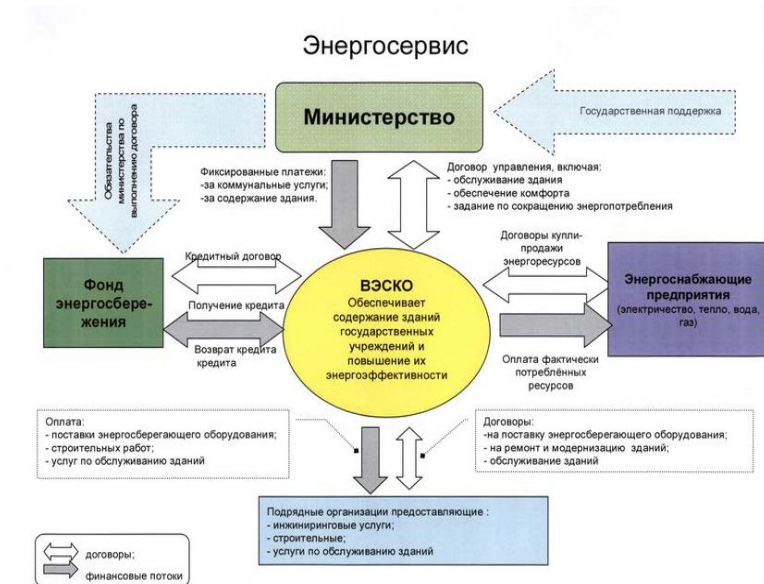 Энергосервис
Министерство
Государственная поддержка
Обязательства
министерства по
выполнению договора
Фиксированные платежи:
-за коммунальные услуги;
-за содержание здания.
Договор управления, включая:
- обслуживание здания
- обеспечение комфорта
- задание по сокращению энергопотребления
Фонд
энергосбере-
жения
Кредитный договор
Получение кредита
Возврат кредита
кредита
ВЭСКО
Обеспечивает
содержание зданий
государственных
учреждений и
повышение их
энергоэффективности
Договоры купли-
продажи
энергоресурсов
Оплата фактически
потреблённых
ресурсов
Энергоснабжающие
предприятия
(электричество, тепло, вода,
газ)
Оплата:
- поставки энергосберегающего оборудования;
- строительных работ;
- услуг по обслуживанию зданий
Договоры:
-на поставку энергосберегающего оборудования;
- на ремонт и модернизацию зданий;
- обслуживание зданий
Подрядные организации предоставляющие :
- инжиниринговые услуги;
- строительные;
- услуги по обслуживанию зданий
договоры;
финансовые потоки